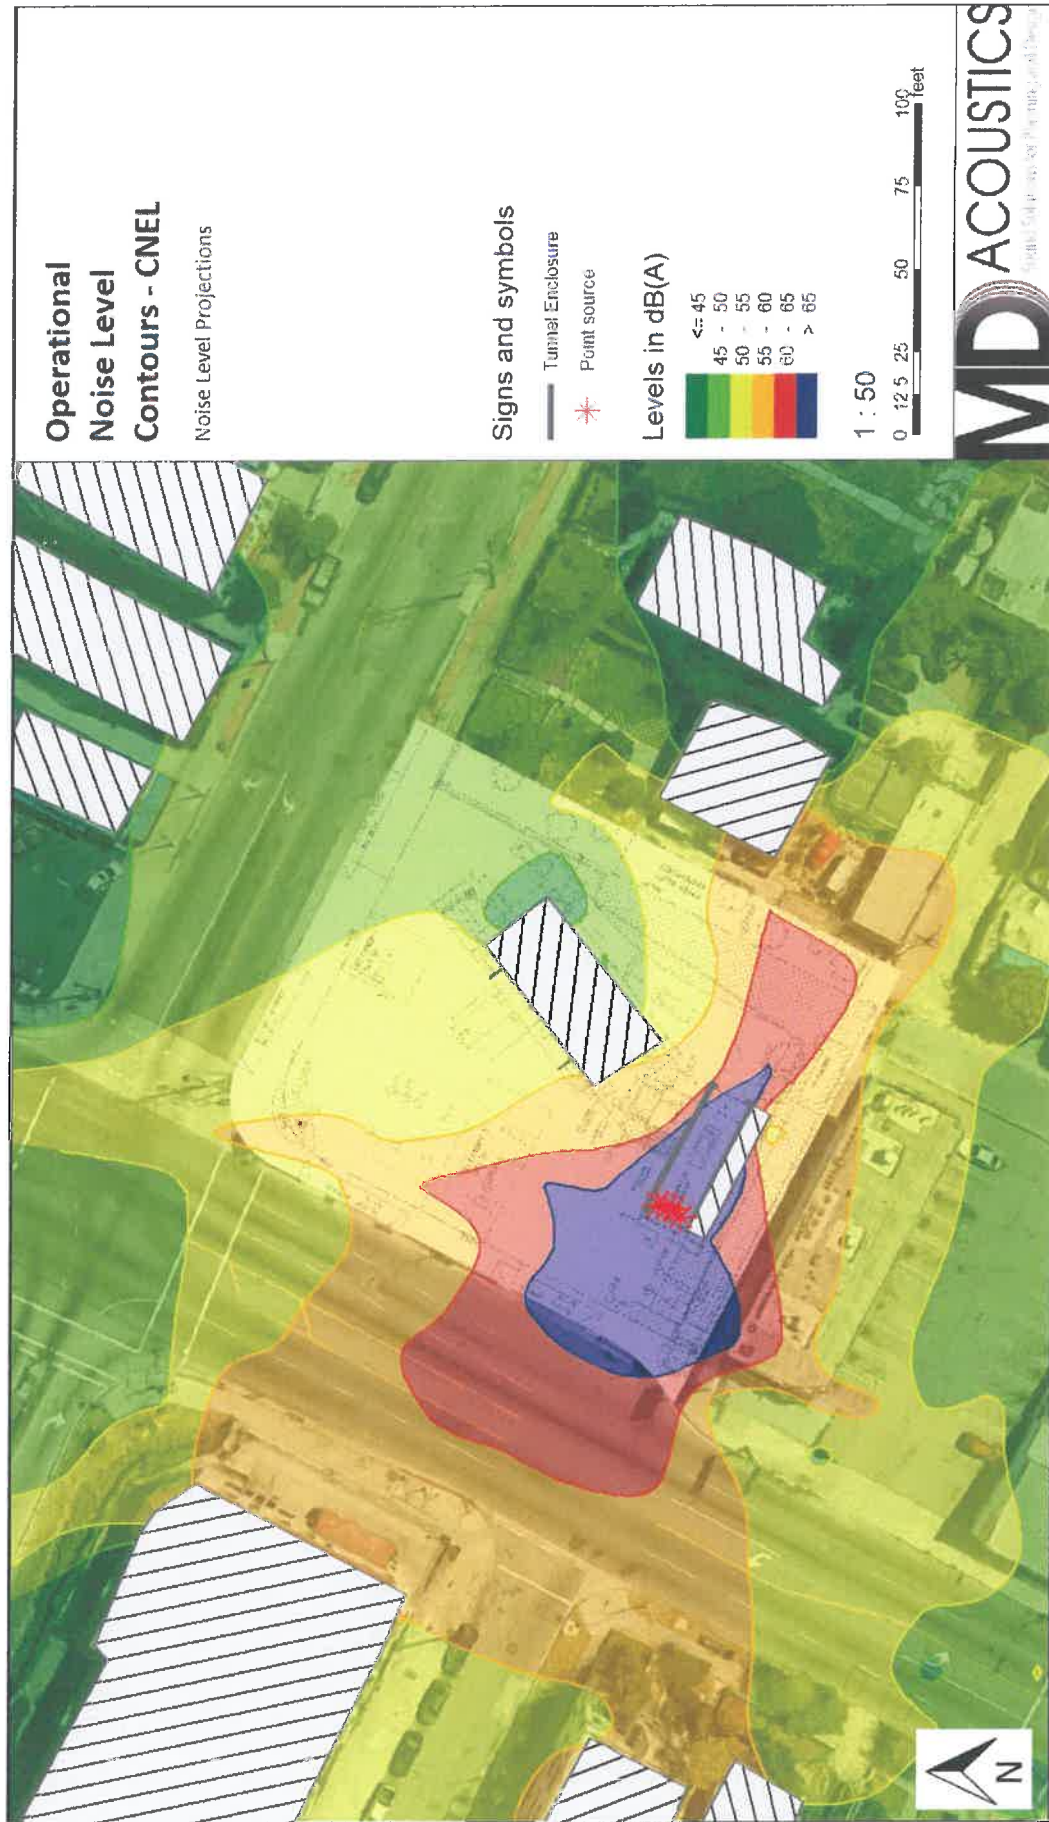 Operational
Noise Level
Contours - CNEL
Noise Level Projections
Signs and symbols
Tunnel Enclosure
Point source
Levels in dB(A)
<= 45
45 - 50
50 - 55
55 - 60
60 - 65
> 65
1 : 50
0 12.5 25 50 75 100
feet
MD ACOUSTICS
N